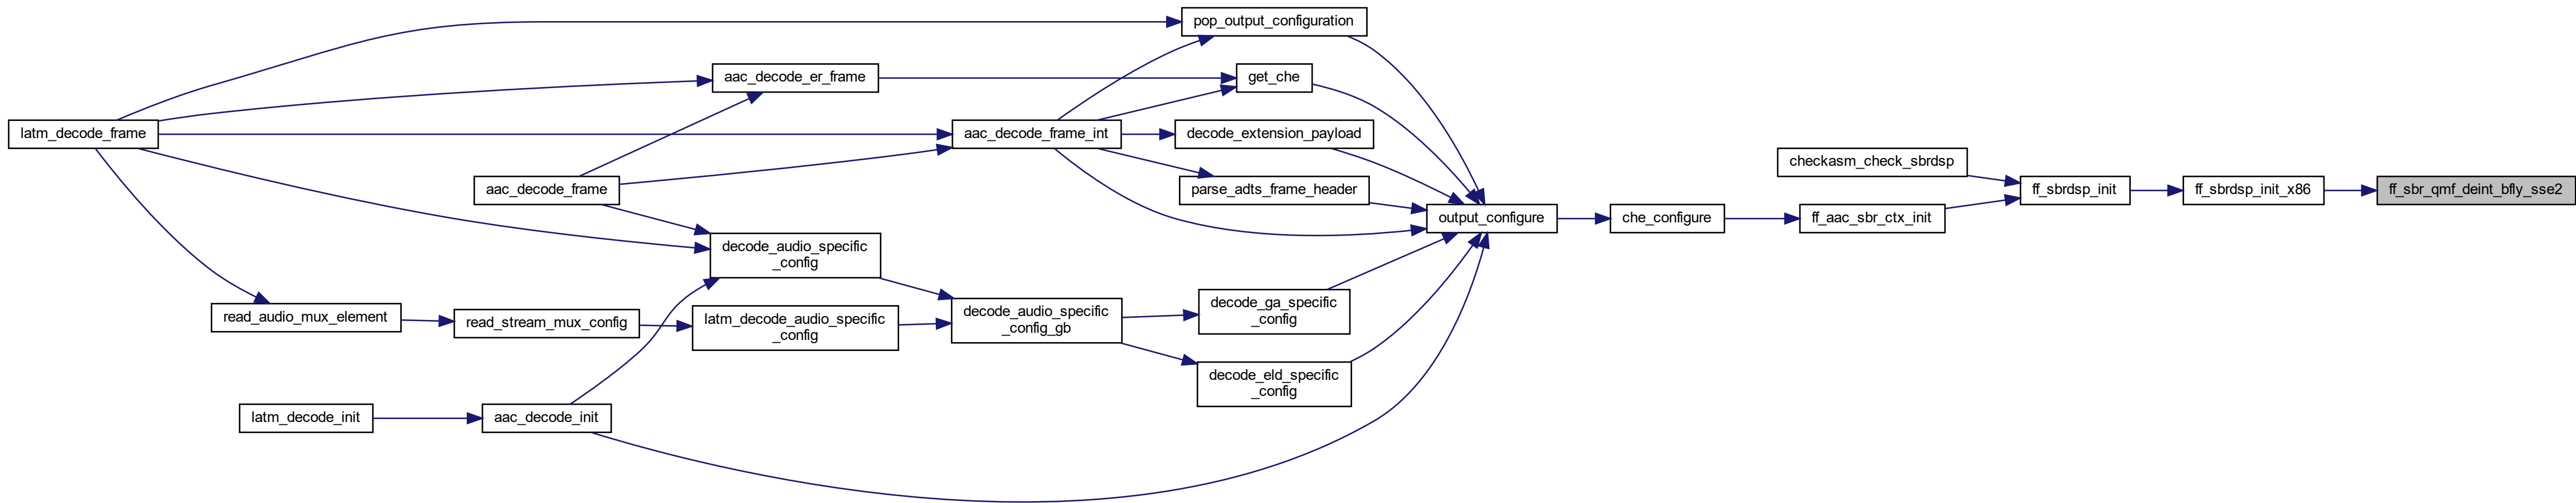 pop_output_configuration
aac_decode_er_frame
get_che
latm_decode_frame
aac_decode_frame_int
decode_extension_payload
checkasm_check_sbrdsp
aac_decode_frame
parse_adts_frame_header
ff_sbrdsp_init
ff_sbrdsp_init_x86
ff_sbr_qmf_deint_bfly_sse2
output_configure
che_configure
ff_aac_sbr_ctx_init
decode_audio_specific
_config
read_audio_mux_element
read_stream_mux_config
latm_decode_audio_specific
_config
decode_audio_specific
_config_gb
decode_ga_specific
_config
decode_eld_specific
_config
latm_decode_init
aac_decode_init